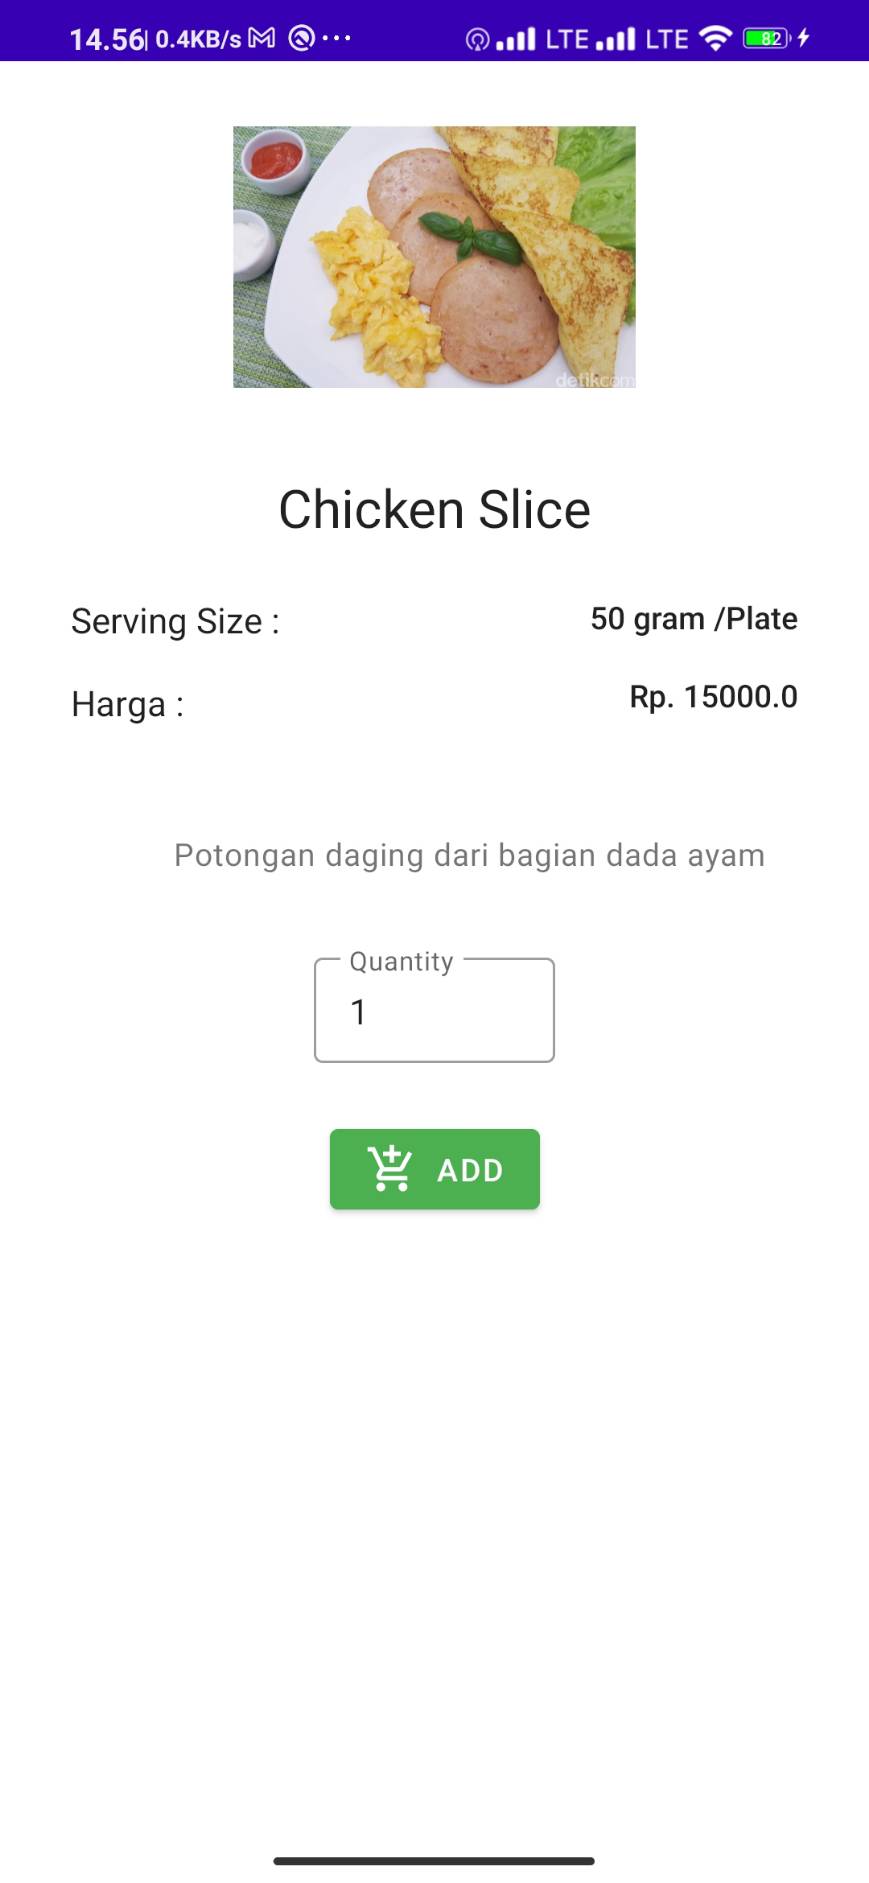 14.56| 0.4KB/s ··· LTE LTE 82
detikcom
Chicken Slice
Serving Size : 50 gram /Plate
Harga : Rp. 15000.0
Potongan daging dari bagian dada ayam
Quantity
1
ADD